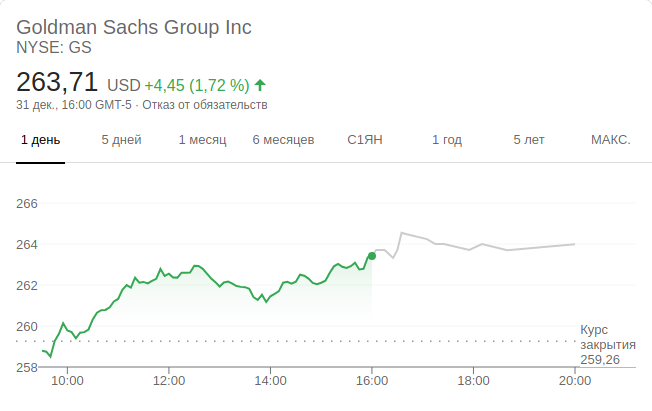 Goldman Sachs Group Inc
NYSE: GS
263,71 USD +4,45 (1,72 %)
31 дек., 16:00 GMT-5 · Отказ от обязательств
1 день 5 дней 1 месяц 6 месяцев С1ЯН 1 год 5 лет МАКС.
266
264
262
260
Курс
закрытия
259,26
258
10:00 12:00 14:00 16:00 18:00 20:00